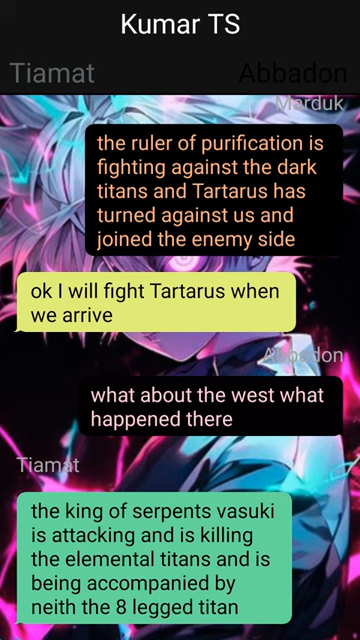 Kumar TS
Tiamat
Abbadon
Marduk
the ruler of purification is
fighting against the dark
titans and Tartarus has
turned against us and
joined the enemy side
ok I will fight Tartarus when
we arrive
Abbadon
what about the west what
happened there
Tiamat
the king of serpents vasuki
is attacking and is killing
the elemental titans and is
being accompanied by
neith the 8 legged titan